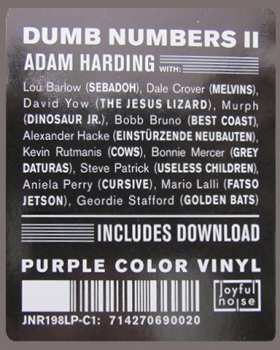 DUMB NUMBERS II
ADAM HARDING WITH:
Lou Barlow (SEBADOH), Dale Crover (MELVINS),
David Yow (THE JESUS LIZARD), Murph
(DINOSAUR JR.), Bobb Bruno (BEST COAST),
Alexander Hacke (EINSTÜRZENDE NEUBAUTEN),
Kevin Rutmanis (COWS), Bonnie Mercer (GREY
DATURAS), Steve Patrick (USELESS CHILDREN),
Aniela Perry (CURSIVE), Mario Lalli (FATSO
JETSON), Geordie Stafford (GOLDEN BATS)
INCLUDES DOWNLOAD
PURPLE COLOR VINYL
joyful
noise
JNR198LP-C1: 714270690020